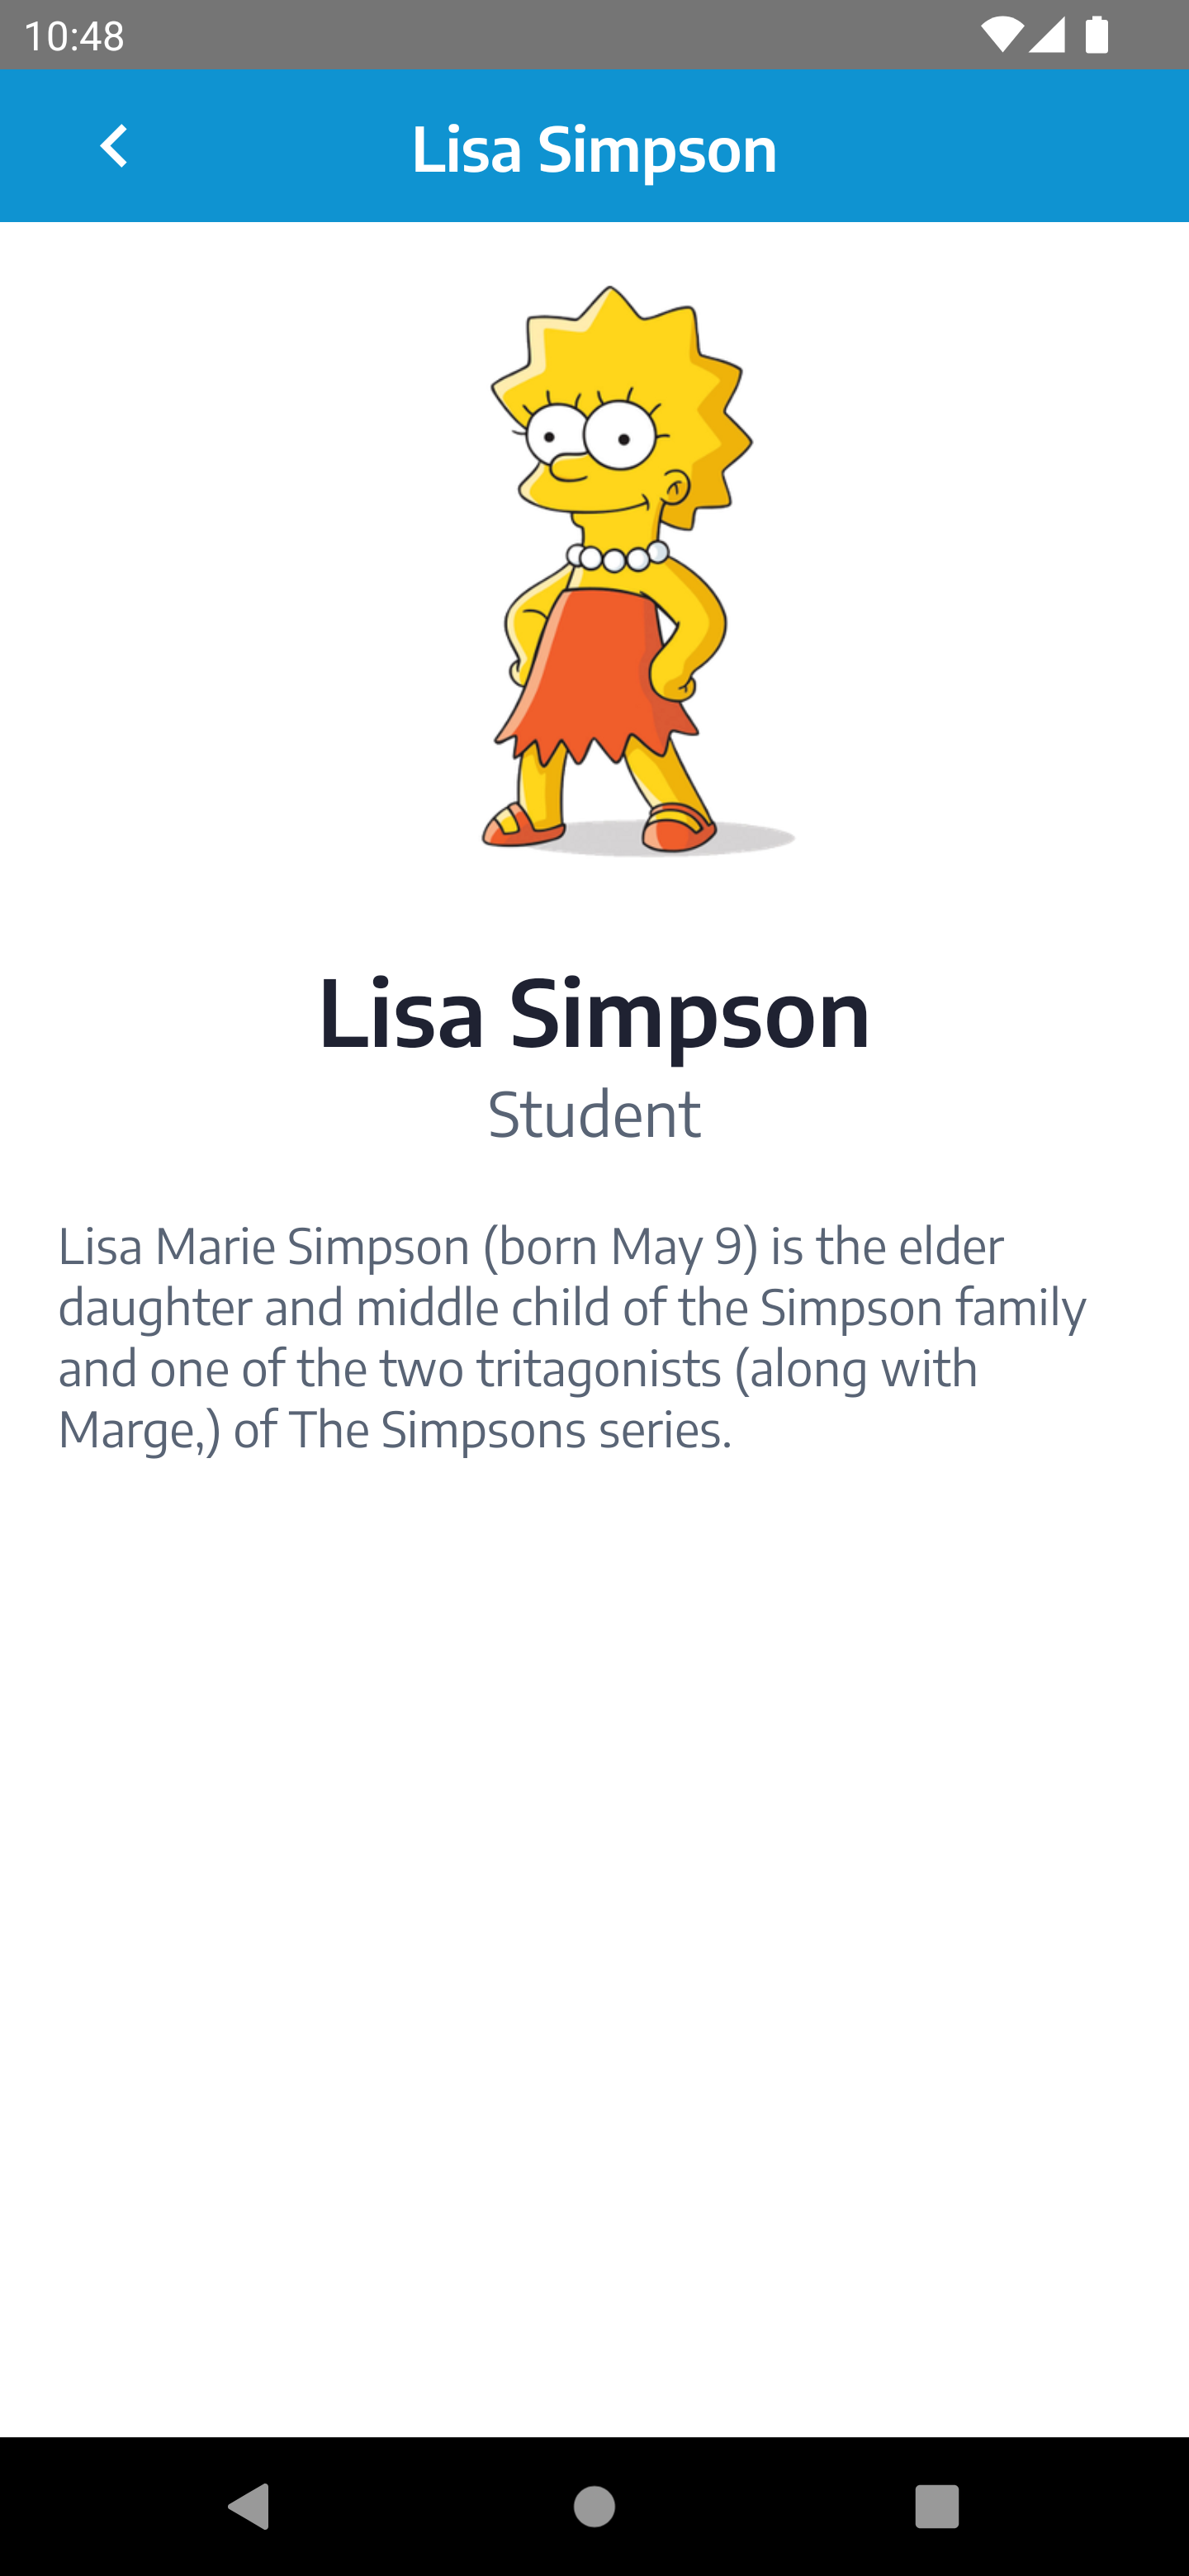 10:48
Lisa Simpson
Lisa Simpson
Student
Lisa Marie Simpson (born May 9) is the elder
daughter and middle child of the Simpson family
and one of the two tritagonists (along with
Marge,) of The Simpsons series.